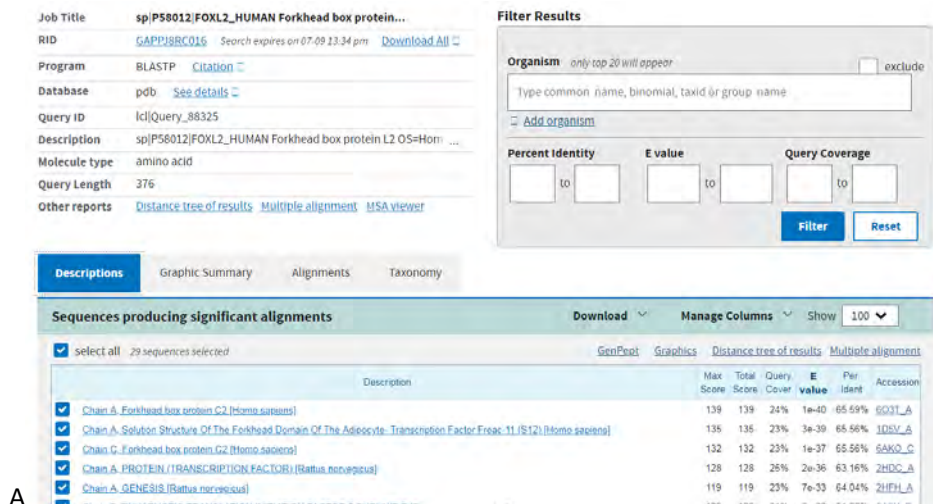 Job Title sp|P58012|FOXL2_HUMAN Forkhead box protein...
RID GAPPJ8RC016 Search expires on 07-09 13:34 pm Download All
Program BLASTP Citation
Database pdb See details
Query ID lcl|Query_88325
Description sp|P58012|FOXL2_HUMAN Forkhead box protein L2 OS=Hom ...
Molecule type amino acid
Query Length 376
Other reports Distance tree of results Multiple alignment MSA viewer
Filter Results
Organism only top 20 will appear exclude
Type common name, binomial, taxid or group name
Add organism
Percent Identity E value Query Coverage
to to to
Filter Reset
Descriptions Graphic Summary Alignments Taxonomy
Sequences producing significant alignments Download Manage Columns Show 100
select all 29 sequences selected GenPept Graphics Distance tree of results Multiple alignment
Description Max Score Total Score Query Cover E value Per Ident Accession
Chain A, Forkhead box protein C2 [Homo sapiens] 139 139 24% 1e-40 65.69% 6O3T_A
Chain A, Solution Structure Of The Forkhead Domain Of The Adipocyte- Transcription Factor Freac-11 (S12) [Homo sapiens] 135 135 23% 3e-39 65.56% 1D5V_A
Chain C, Forkhead box protein C2 [Homo sapiens] 132 132 23% 1e-37 65.56% 6AKO_C
Chain A, PROTEIN (TRANSCRIPTION FACTOR) [Rattus norvegicus] 128 128 26% 2e-36 63.16% 2HDC_A
Chain A, GENESIS [Rattus norvegicus] 119 119 23% 7e-33 64.04% 2HFH_A
A